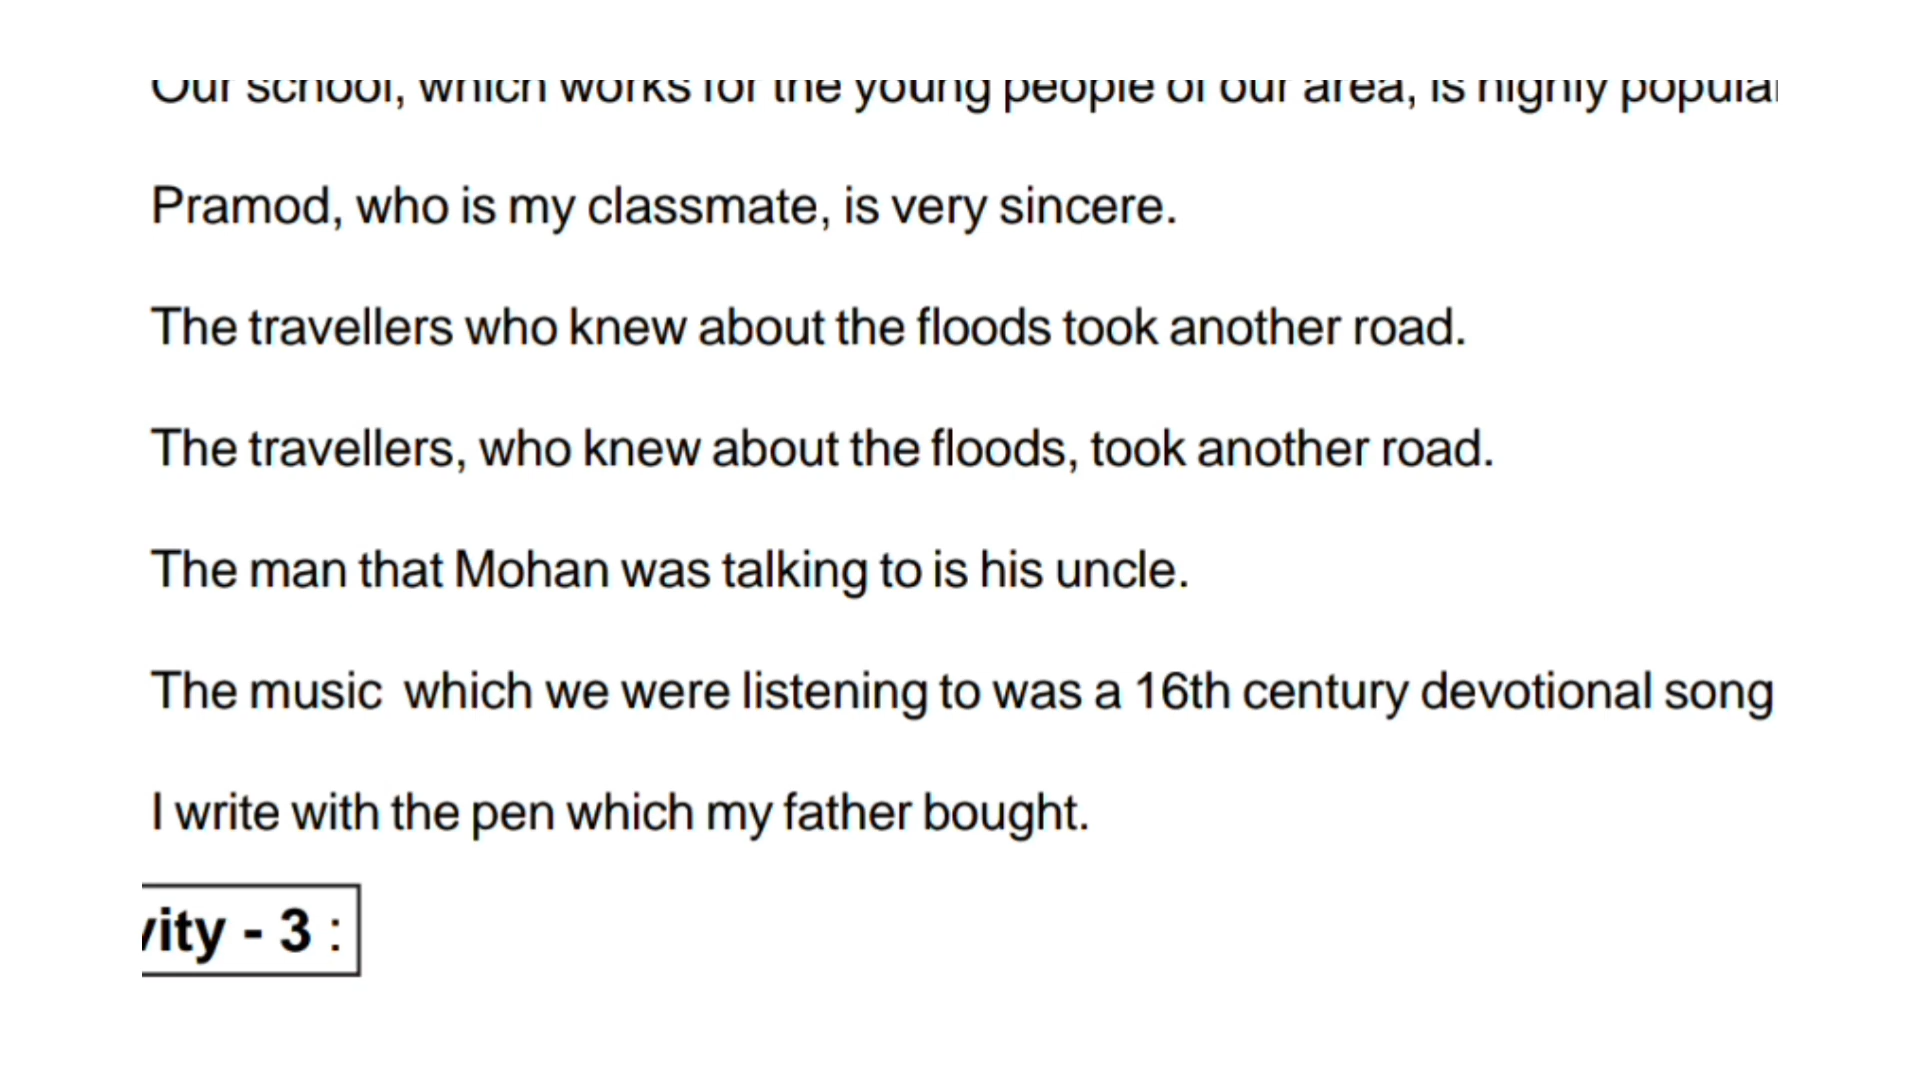 Our school, which works for the young people of our area, is highly popular
Pramod, who is my classmate, is very sincere.
The travellers who knew about the floods took another road.
The travellers, who knew about the floods, took another road.
The man that Mohan was talking to is his uncle.
The music which we were listening to was a 16th century devotional song
I write with the pen which my father bought.
vity - 3 :